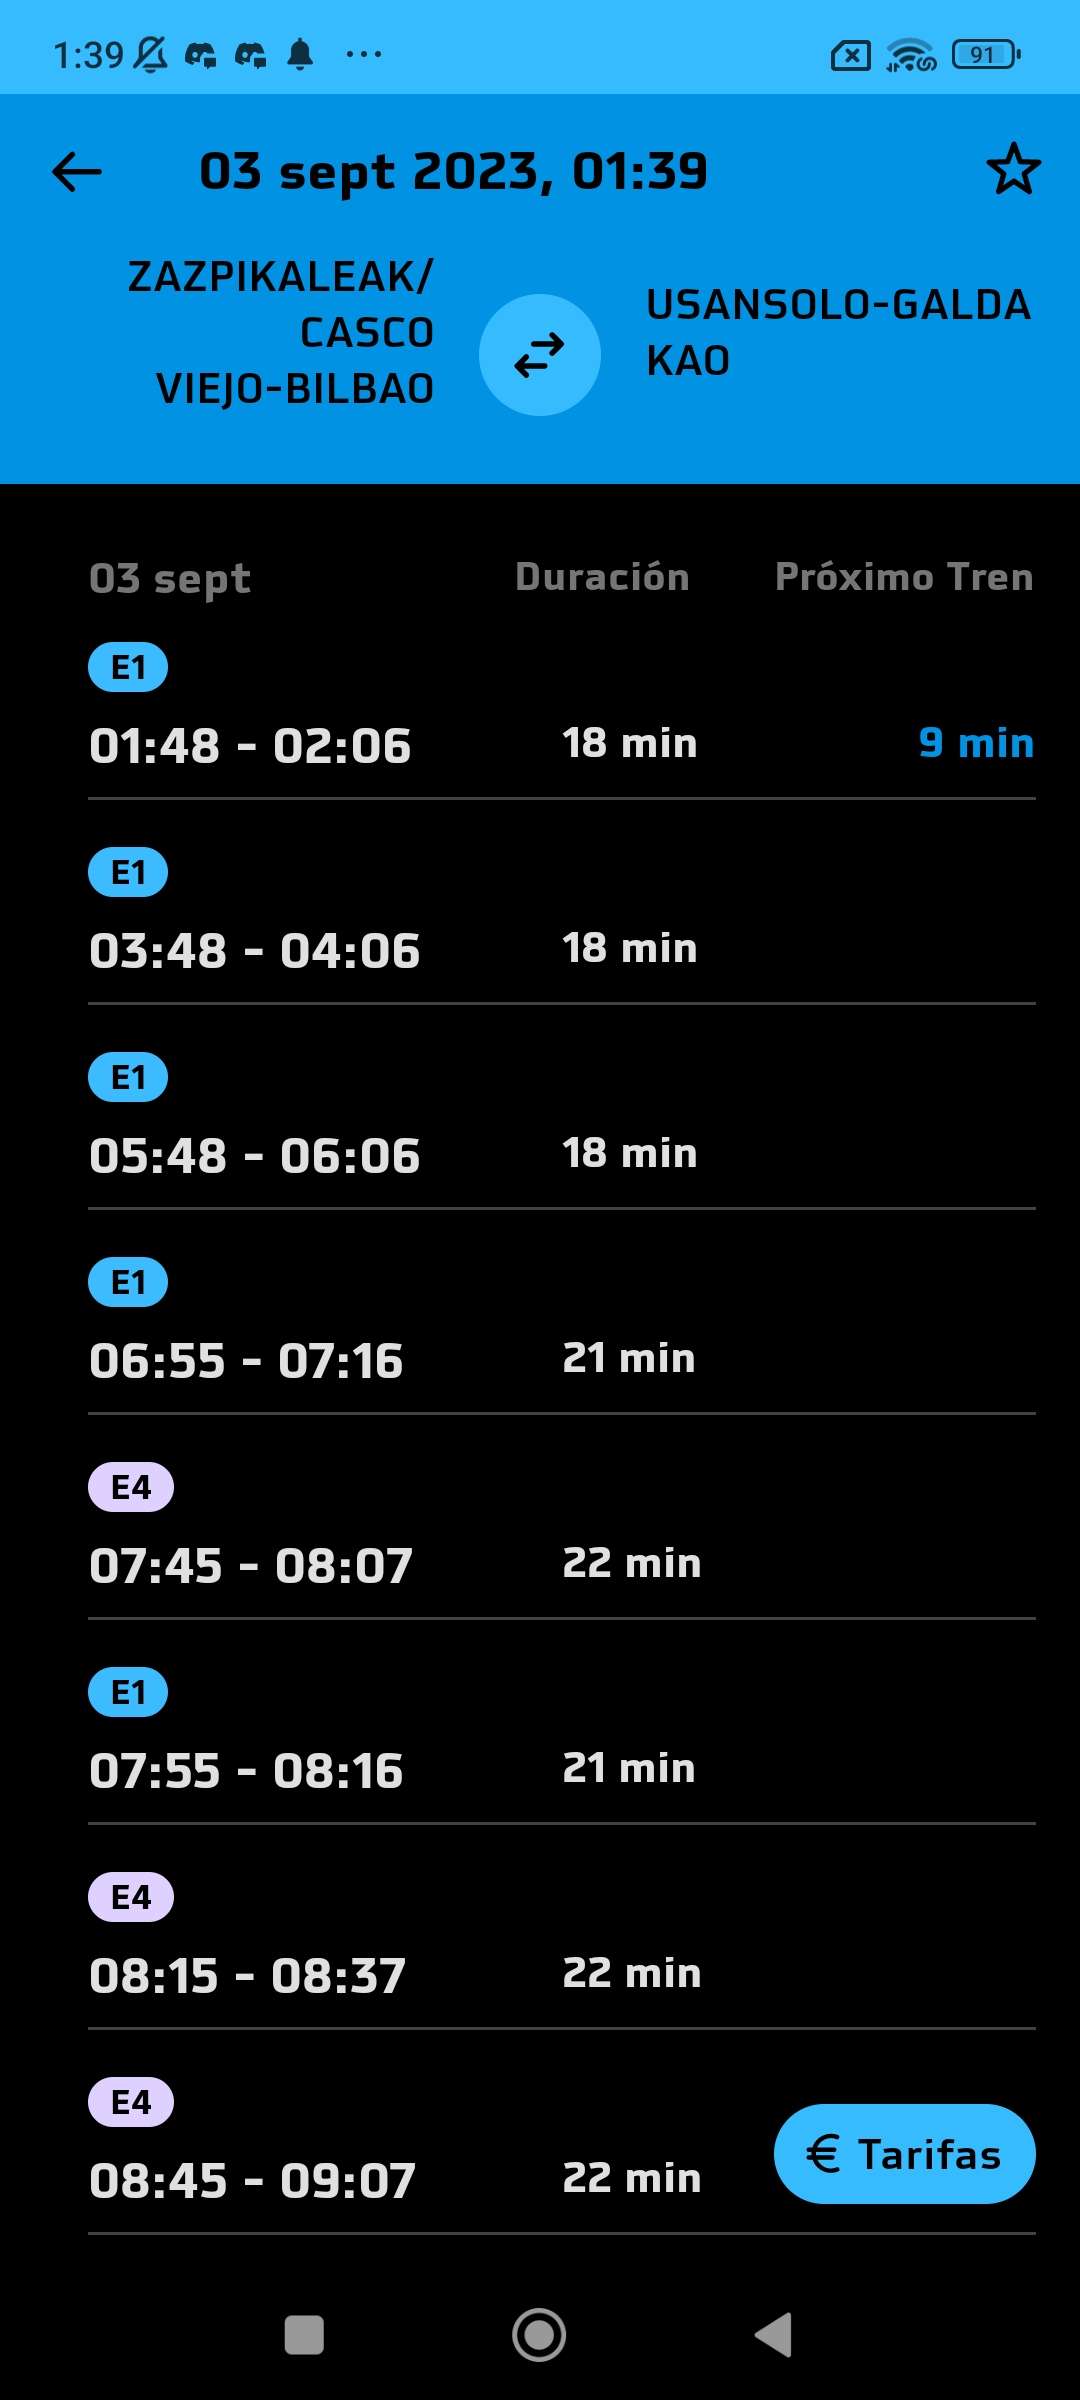 1:39
91
03 sept 2023, 01:39
ZAZPIKALEAK/
CASCO
VIEJO-BILBAO
USANSOLO-GALDA
KAO
03 sept Duración Próximo Tren
E1
01:48 - 02:06 18 min 9 min
E1
03:48 - 04:06 18 min
E1
05:48 - 06:06 18 min
E1
06:55 - 07:16 21 min
E4
07:45 - 08:07 22 min
E1
07:55 - 08:16 21 min
E4
08:15 - 08:37 22 min
E4
08:45 - 09:07 22 min
€ Tarifas